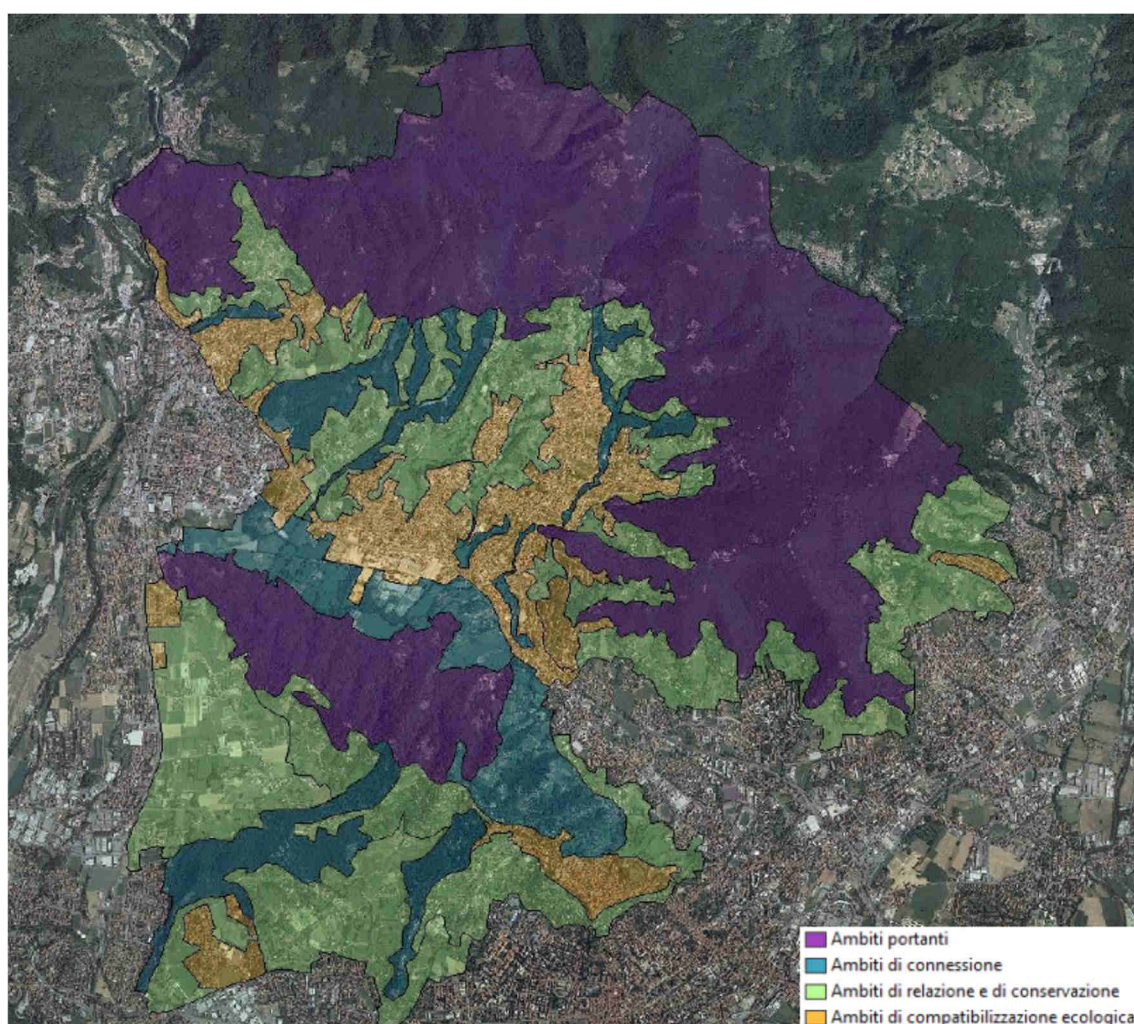 Ambiti portanti
Ambiti di connessione
Ambiti di relazione e di conservazione
Ambiti di compatibilizzazione ecologica